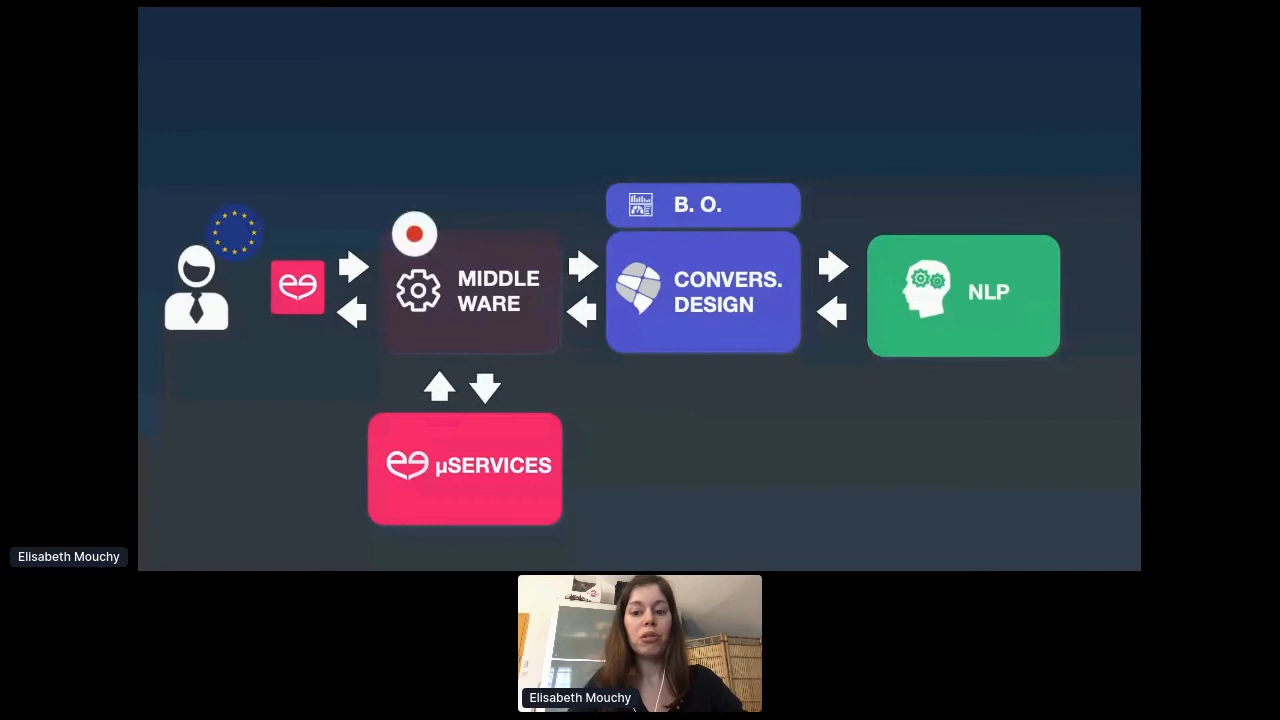 B. O.
MIDDLE
WARE
CONVERS.
DESIGN
NLP
µSERVICES
Elisabeth Mouchy
Elisabeth Mouchy